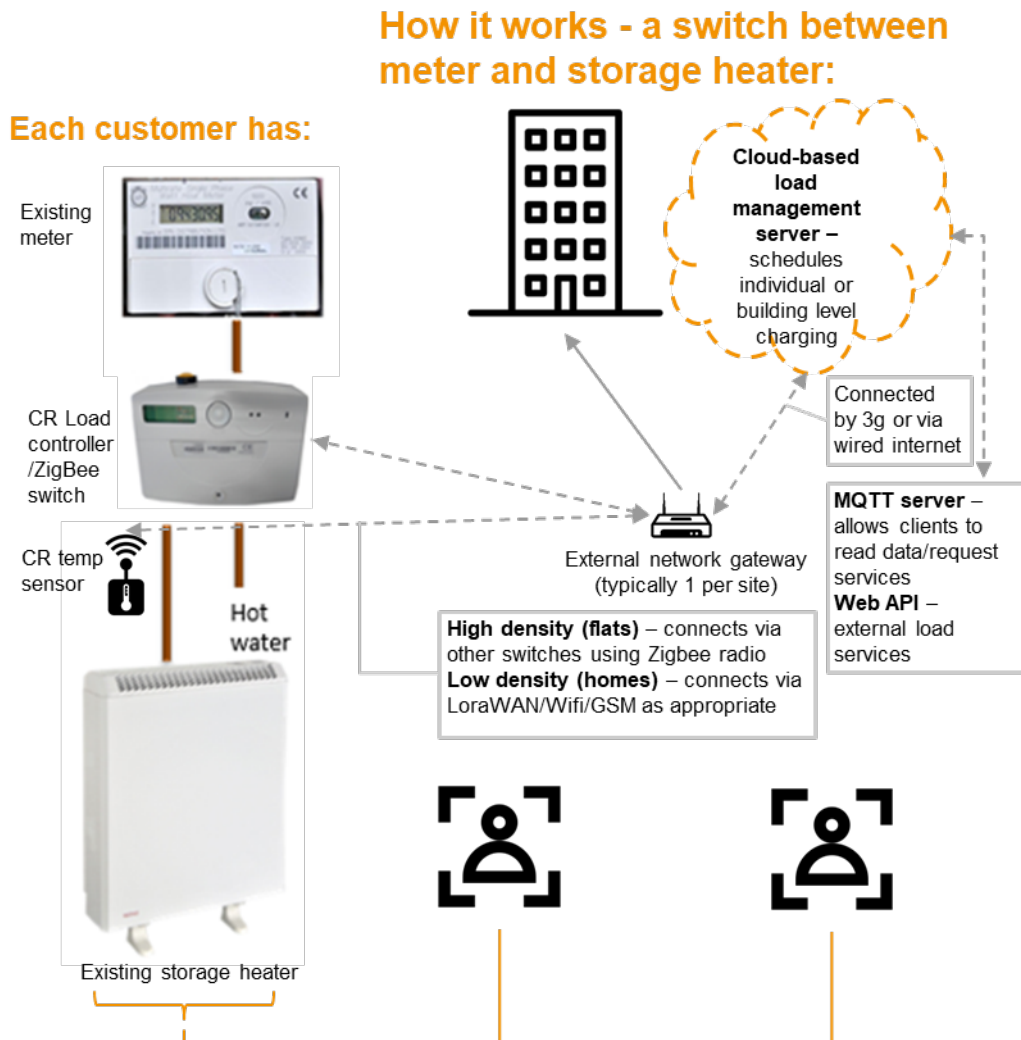 How it works - a switch between
meter and storage heater:
Each customer has:
Existing
meter
CR Load
controller
/ZigBee
switch
CR temp
sensor
Hot
water
Existing storage heater
Cloud-based
load
management
server –
schedules
individual or
building level
charging
Connected
by 3g or via
wired internet
External network gateway
(typically 1 per site)
MQTT server –
allows clients to
read data/request
services
Web API –
external load
services
High density (flats) – connects via
other switches using Zigbee radio
Low density (homes) – connects via
LoraWAN/Wifi/GSM as appropriate